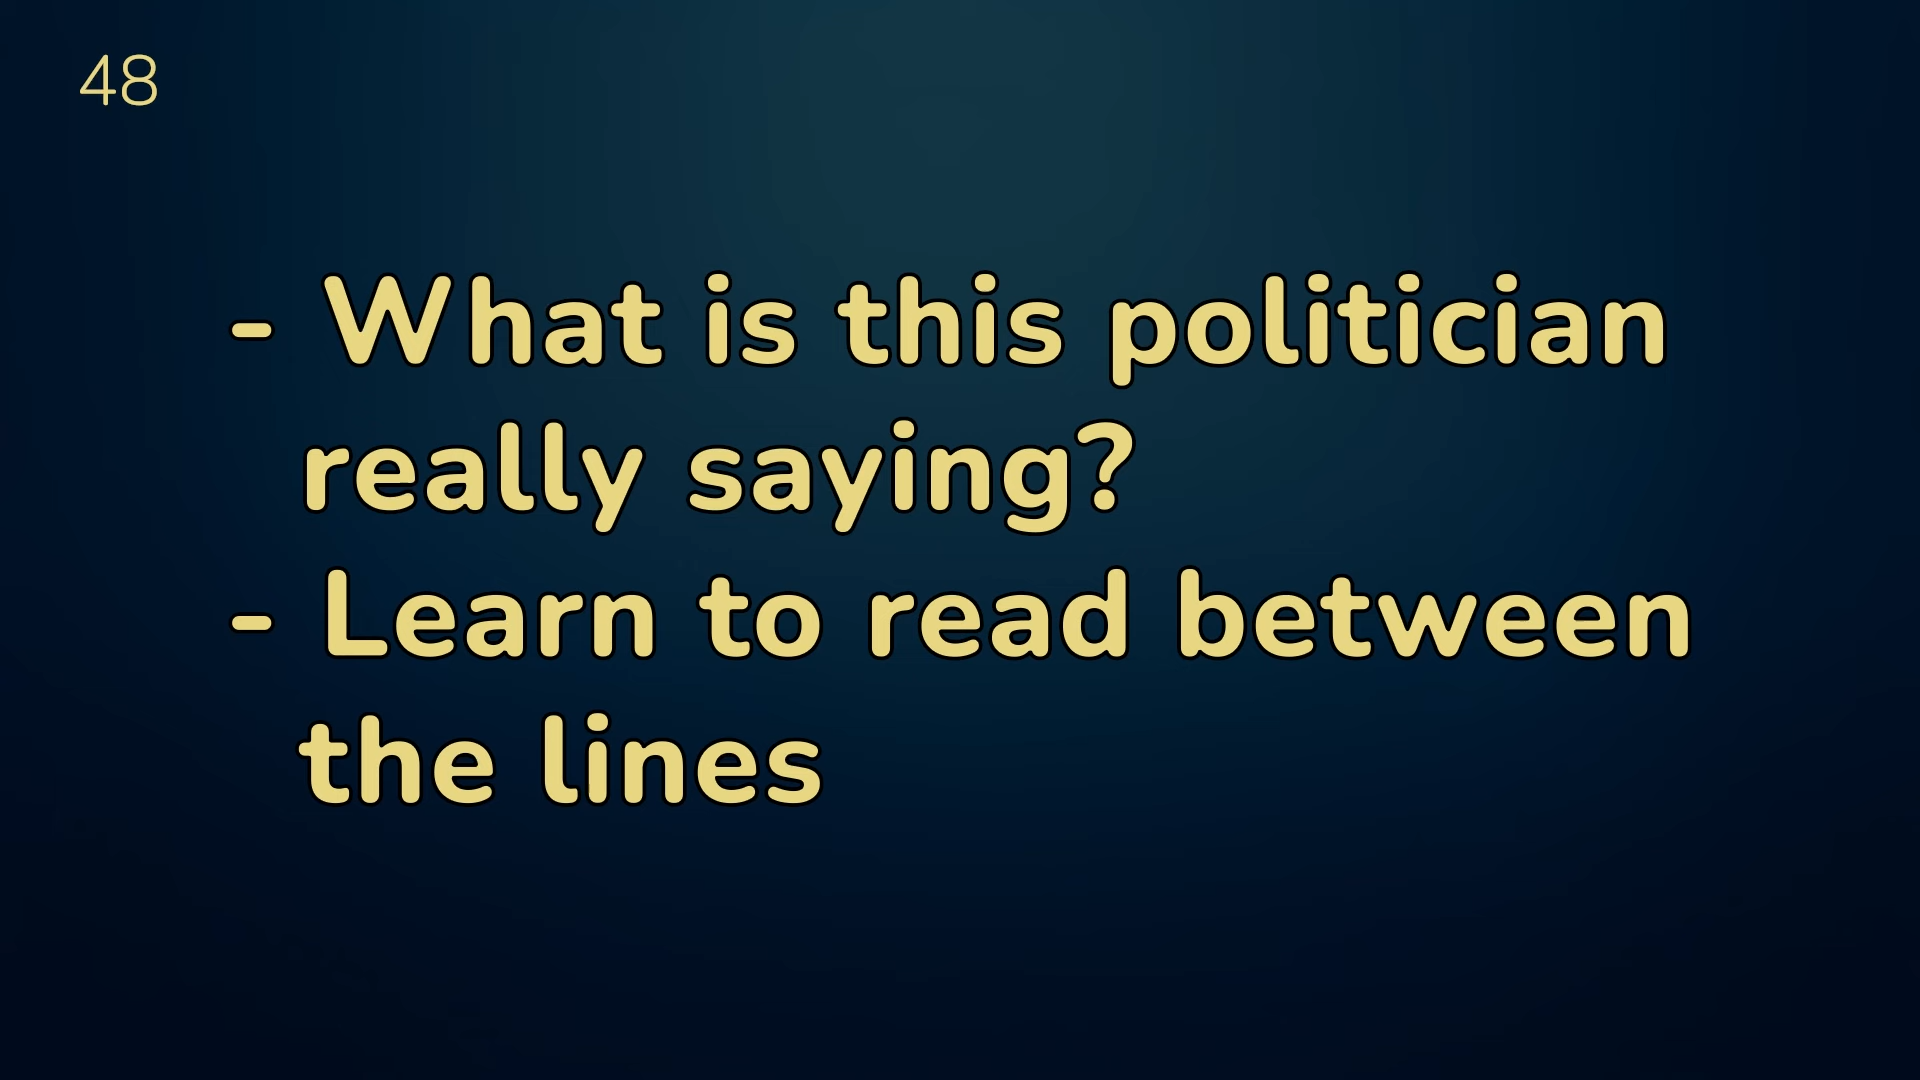 48
- What is this politician
really saying?
- Learn to read between
the lines